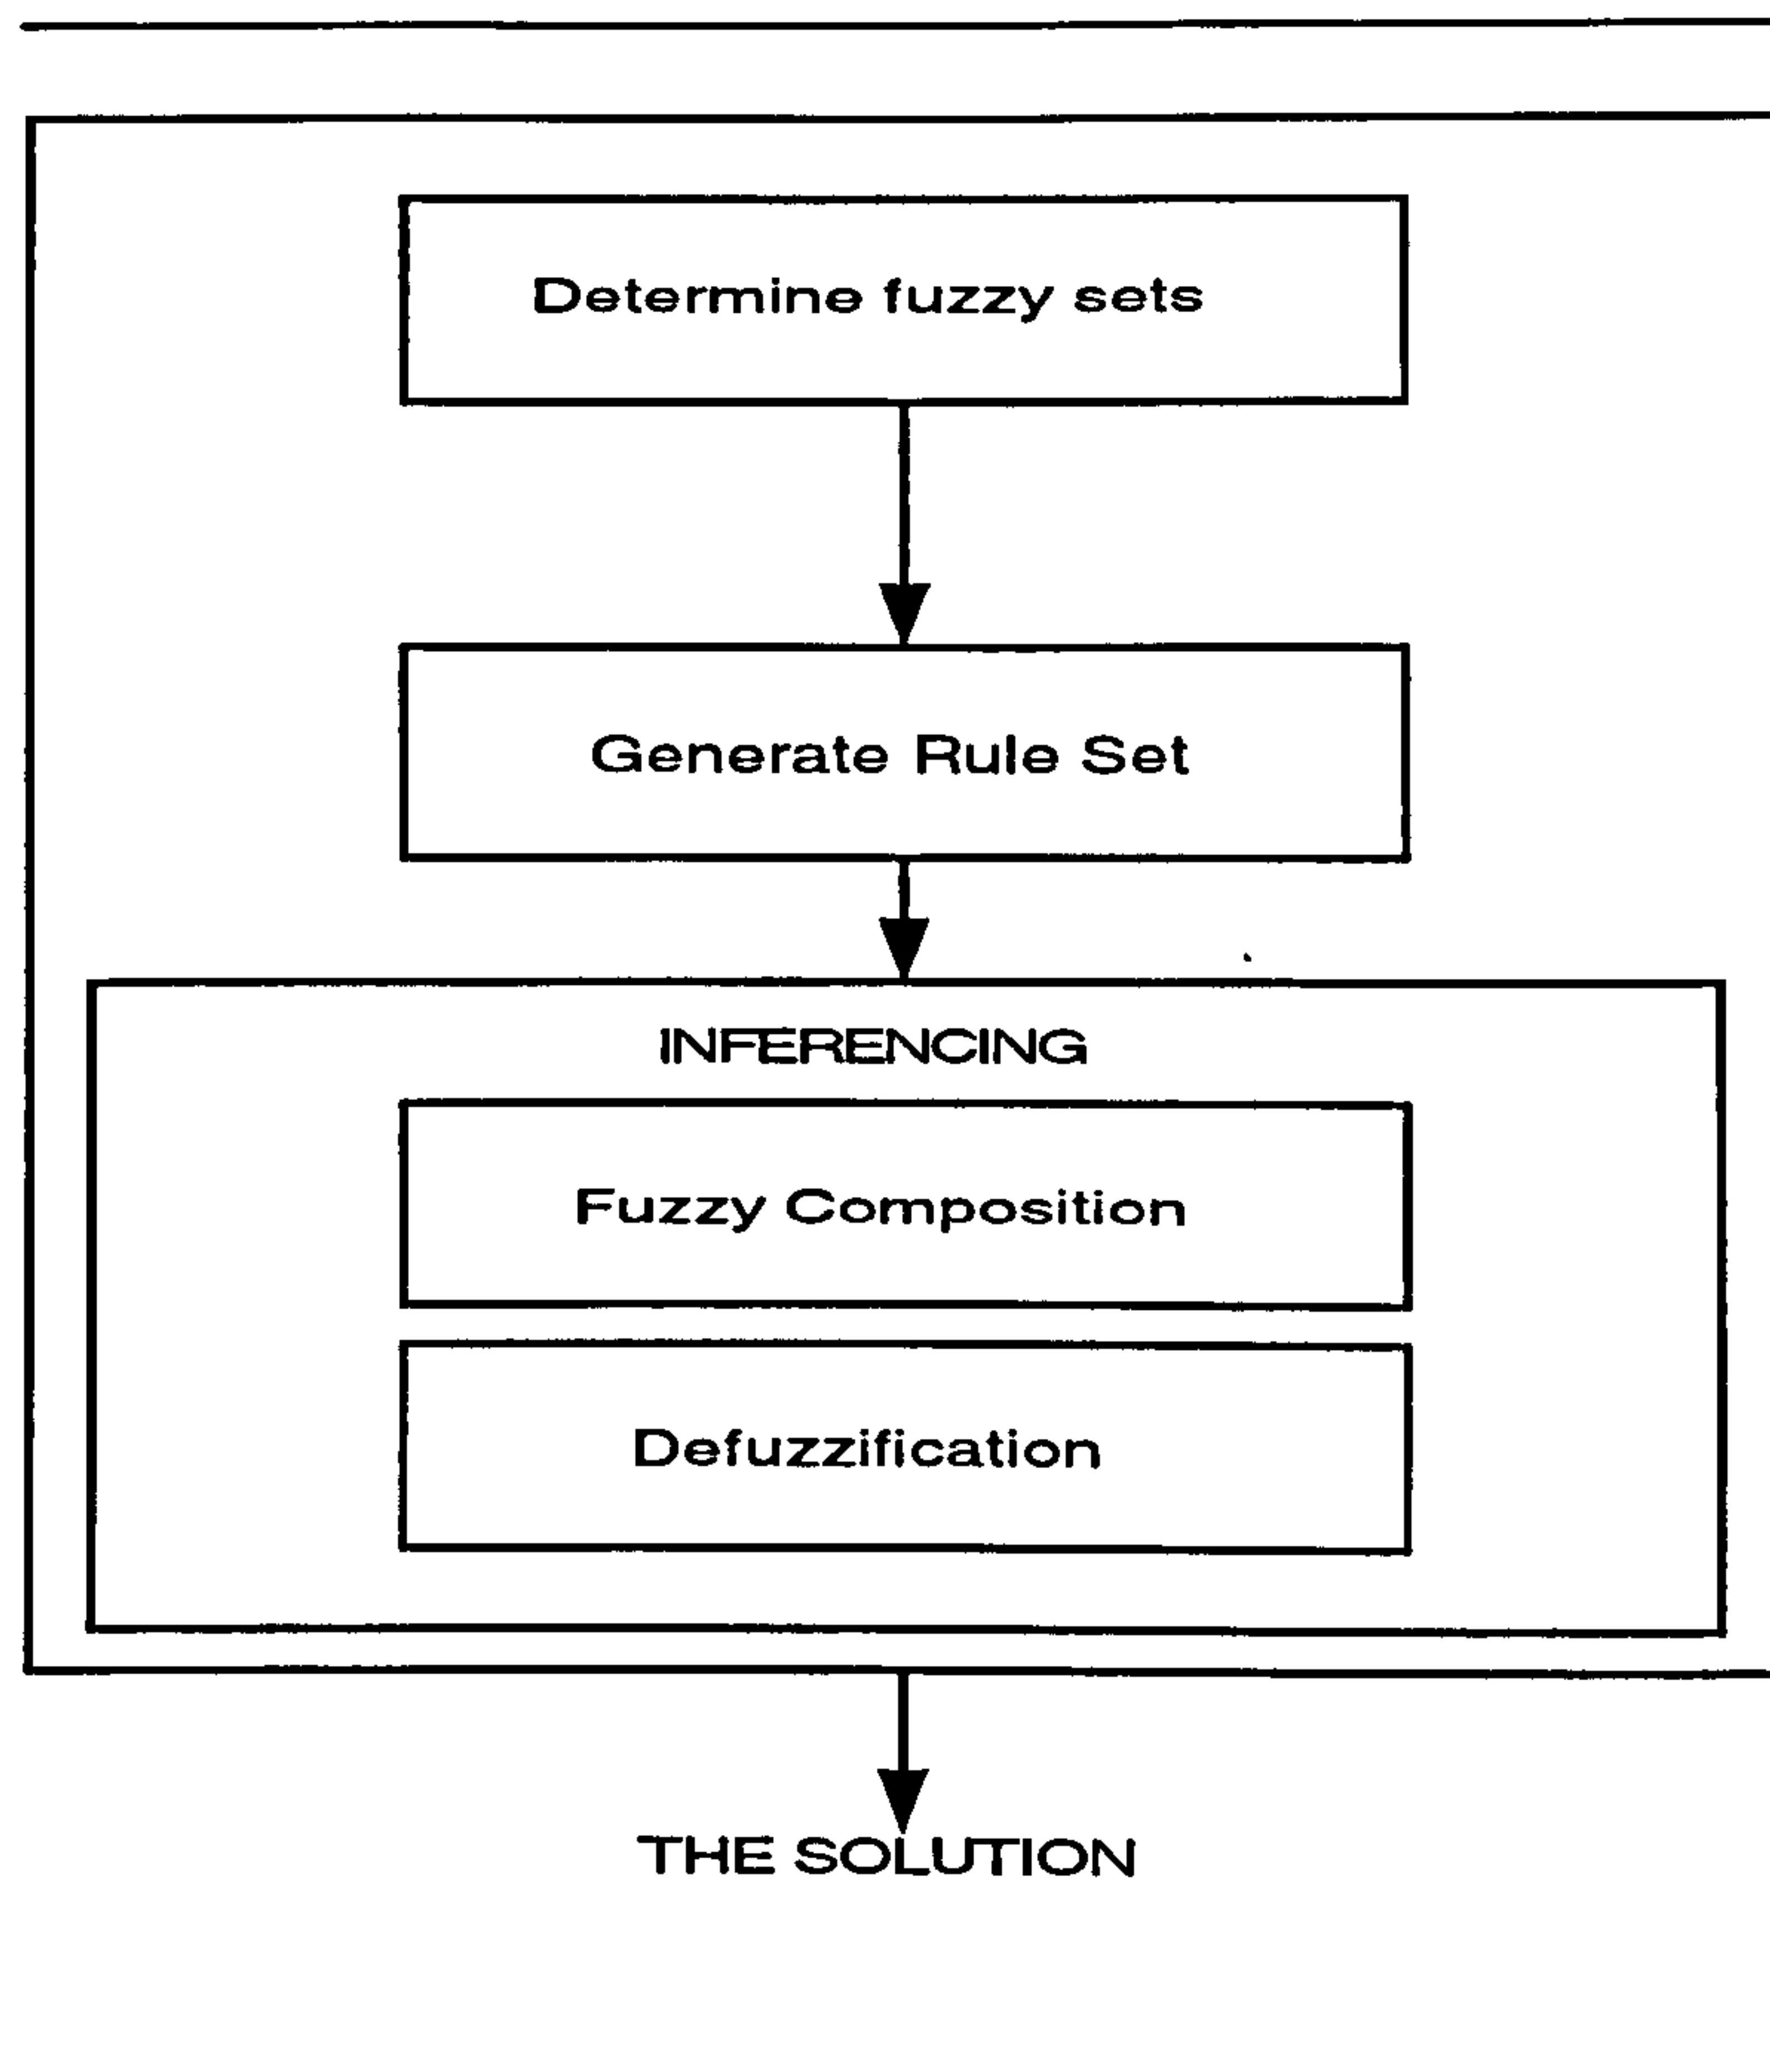 Determine fuzzy sets
Generate Rule Set
INFERENCING
Fuzzy Composition
Defuzzification
THE SOLUTION